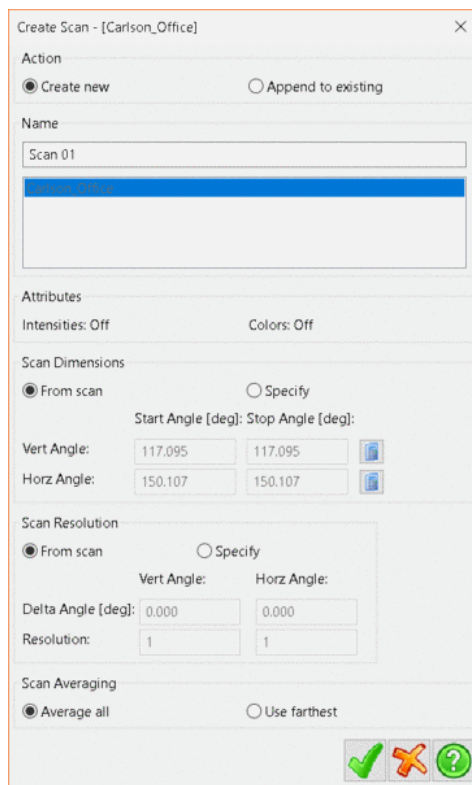 Create Scan - [Carlson_Office]
Action
Create new Append to existing
Name
Scan 01
Carlson_Office
Attributes
Intensities: Off Colors: Off
Scan Dimensions
From scan Specify
Start Angle [deg]: Stop Angle [deg]:
Vert Angle: 117.095 117.095
Horz Angle: 150.107 150.107
Scan Resolution
From scan Specify
Vert Angle: Horz Angle:
Delta Angle [deg]: 0.000 0.000
Resolution: 1 1
Scan Averaging
Average all Use farthest